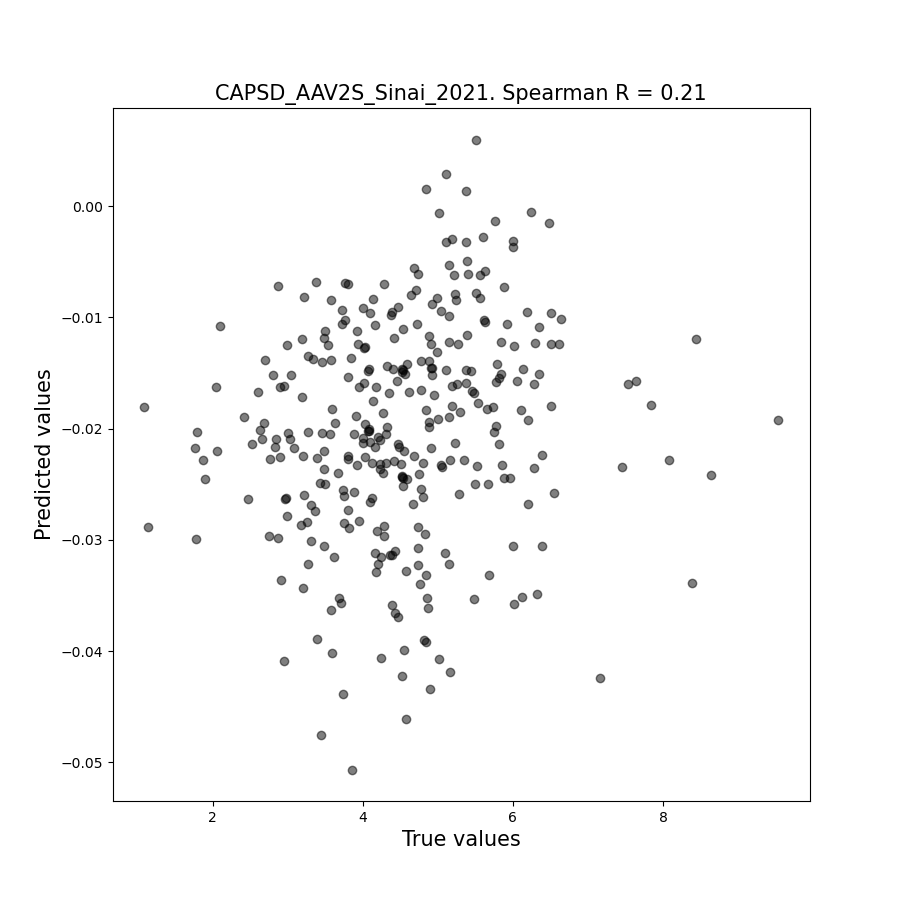 CAPSD_AAV2S_Sinai_2021. Spearman R = 0.21
0.00
−0.01
−0.02
−0.03
−0.04
−0.05
Predicted values
2 4 6 8
True values